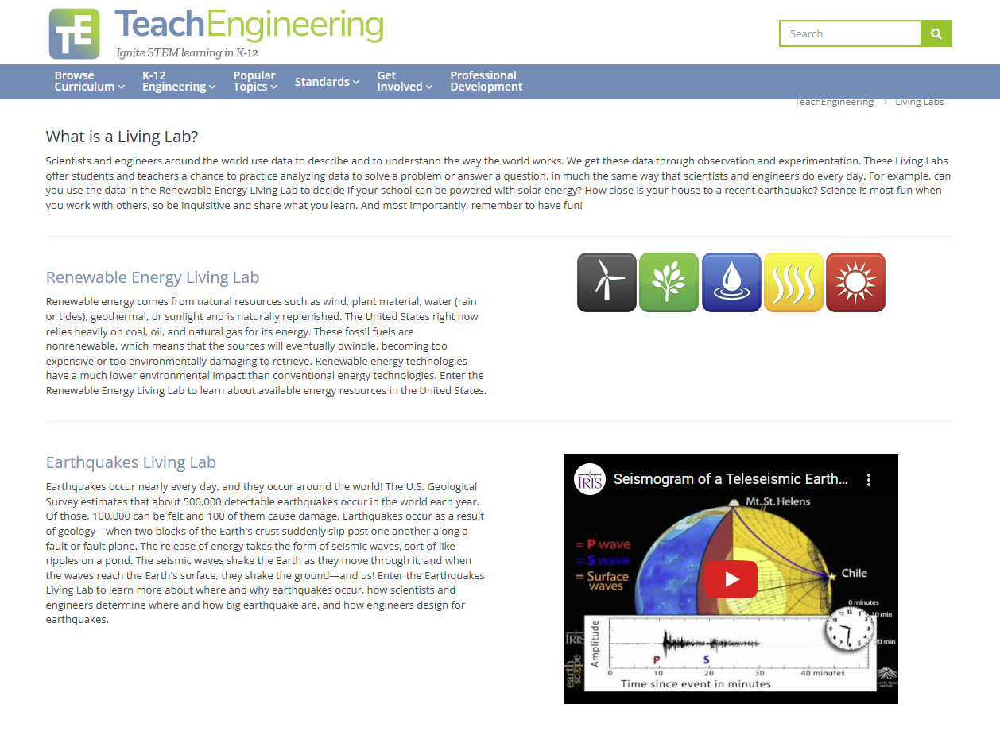 TE
TeachEngineering
Ignite STEM learning in K-12
Search
Browse
Curriculum
K-12
Engineering
Popular
Topics
Standards
Get
Involved
Professional
Development
TeachEngineering > Living Labs
What is a Living Lab?
Scientists and engineers around the world use data to describe and to understand the way the world works. We get these data through observation and experimentation. These Living Labs
offer students and teachers a chance to practice analyzing data to solve a problem or answer a question, in much the same way that scientists and engineers do every day. For example, can
you use the data in the Renewable Energy Living Lab to decide if your school can be powered with solar energy? How close is your house to a recent earthquake? Science is most fun when
you work with others, so be inquisitive and share what you learn. And most importantly, remember to have fun!
Renewable Energy Living Lab
Renewable energy comes from natural resources such as wind, plant material, water (rain
or tides), geothermal, or sunlight and is naturally replenished. The United States right now
relies heavily on coal, oil, and natural gas for its energy. These fossil fuels are
nonrenewable, which means that the sources will eventually dwindle, becoming too
expensive or too environmentally damaging to retrieve. Renewable energy technologies
have a much lower environmental impact than conventional energy technologies. Enter the
Renewable Energy Living Lab to learn about available energy resources in the United States.
Earthquakes Living Lab
Earthquakes occur nearly every day, and they occur around the world! The U.S. Geological
Survey estimates that about 500,000 detectable earthquakes occur in the world each year.
Of those, 100,000 can be felt and 100 of them cause damage. Earthquakes occur as a result
of geology—when two blocks of the Earth's crust suddenly slip past one another along a
fault or fault plane. The release of energy takes the form of seismic waves, sort of like
ripples on a pond. The seismic waves shake the Earth as they move through it, and when
the waves reach the Earth's surface, they shake the ground—and us! Enter the Earthquakes
Living Lab to learn more about where and why earthquakes occur, how scientists and
engineers determine where and how big earthquake are, and how engineers design for
earthquakes.
IRIS
Seismogram of a Teleseismic Earth...
Mt. St. Helens
= P wave
= S wave
= Surface
waves
Chile
0 minutes
10 min
20 min
IRIS
earth
scope
Amplitude
P
S
0 10 20 30 40 minutes
Time since event in minutes